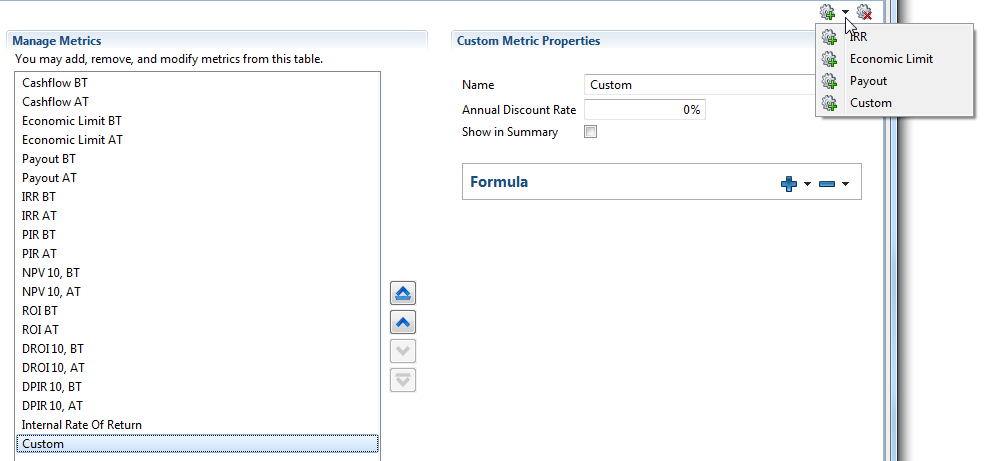 Manage Metrics
You may add, remove, and modify metrics from this table.
Cashflow BT
Cashflow AT
Economic Limit BT
Economic Limit AT
Payout BT
Payout AT
IRR BT
IRR AT
PIR BT
PIR AT
NPV 10, BT
NPV 10, AT
ROI BT
ROI AT
DROI 10, BT
DROI 10, AT
DPIR 10, BT
DPIR 10, AT
Internal Rate Of Return
Custom
Custom Metric Properties
Name Custom
Annual Discount Rate 0%
Show in Summary
Formula
IRR
Economic Limit
Payout
Custom